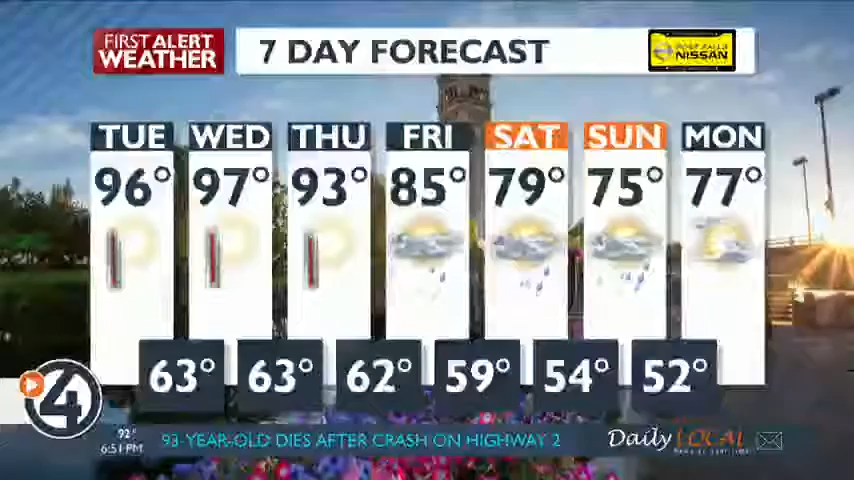 FIRST ALERT
WEATHER
7 DAY FORECAST
POST FALLS
NISSAN
TUE WED THU FRI SAT SUN MON
96° 97° 93° 85° 79° 75° 77°
63° 63° 62° 59° 54° 52°
4
92°
6:51 PM
93-YEAR-OLD DIES AFTER CRASH ON HIGHWAY 2
Daily LOCAL